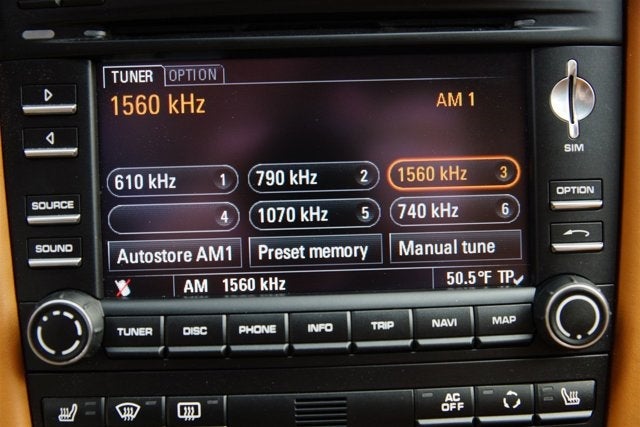 TUNER OPTION
1560 kHz AM 1
610 kHz 1 790 kHz 2 1560 kHz 3
4 1070 kHz 5 740 kHz 6
Autostore AM1 Preset memory Manual tune
AM 1560 kHz 50.5°F TP
SIM
SOURCE
OPTION
SOUND
TUNER DISC PHONE INFO TRIP NAVI MAP
AC
OFF